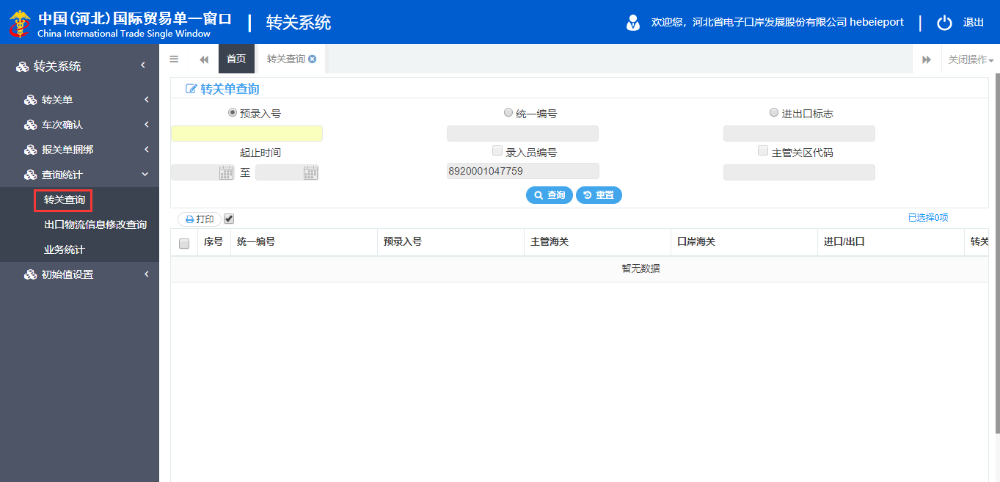 中国(河北)国际贸易单一窗口
China International Trade Single Window
转关系统
欢迎您，河北省电子口岸发展股份有限公司 hebeieport
退出
转关系统
转关单
车次确认
报关单捆绑
查询统计
转关查询
出口物流信息修改查询
业务统计
初始值设置
首页 转关查询 关闭操作
转关单查询
预录入号 统一编号 进出口标志
起止时间 录入员编号 主管关区代码
至 8920001047759
查询 重置
打印 已选择0项
序号 统一编号 预录入号 主管海关 口岸海关 进口/出口 转关
暂无数据